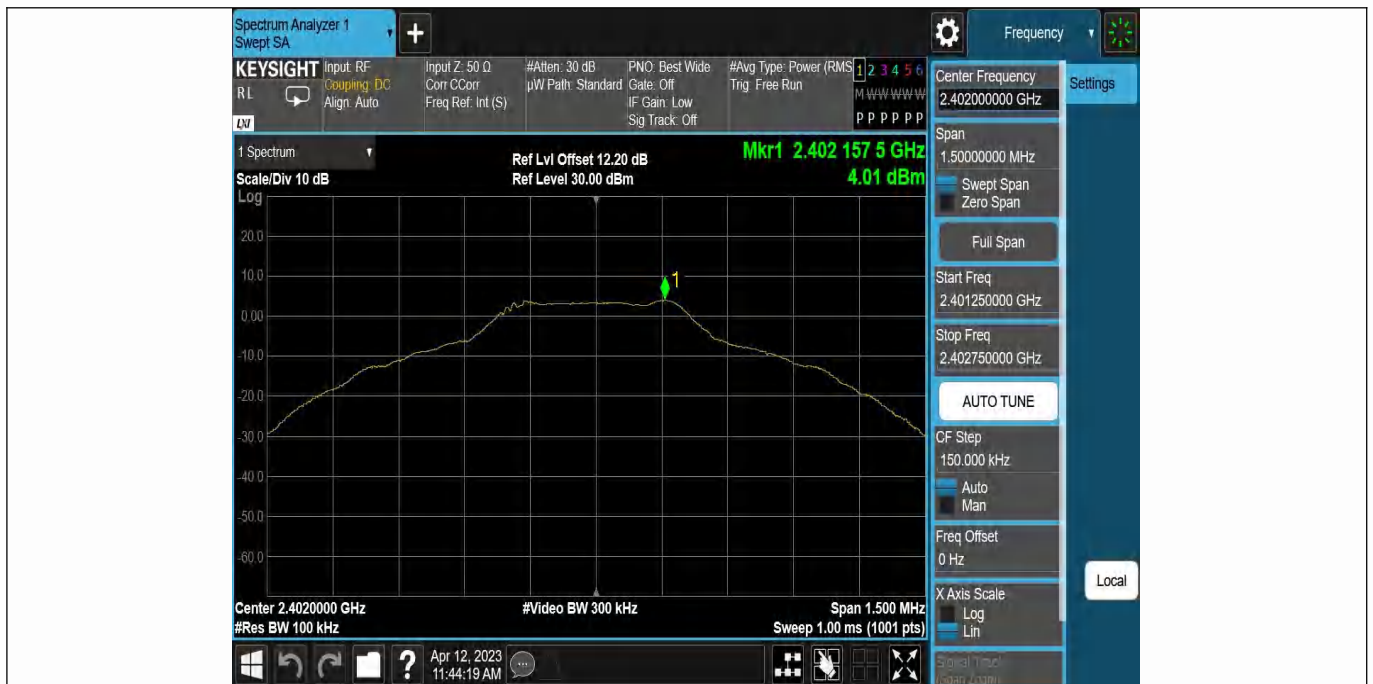 Spectrum Analyzer 1
Swept SA
+
Frequency
KEYSIGHT
RL
LXI
Input: RF
Coupling: DC
Align: Auto
Input Z: 50 Ω
Corr CCorr
Freq Ref: Int (S)
#Atten: 30 dB
µW Path: Standard
PNO: Best Wide
Gate: Off
IF Gain: Low
Sig Track: Off
#Avg Type: Power (RMS
Trig: Free Run
1 2 3 4 5 6
M W W W W W
P P P P P P
1 Spectrum
Scale/Div 10 dB
Log
Ref Lvl Offset 12.20 dB
Ref Level 30.00 dBm
Mkr1 2.402 157 5 GHz
4.01 dBm
20.0
10.0
0.00
-10.0
-20.0
-30.0
-40.0
-50.0
-60.0
1
Center 2.4020000 GHz
#Res BW 100 kHz
#Video BW 300 kHz
Span 1.500 MHz
Sweep 1.00 ms (1001 pts)
?
Apr 12, 2023
11:44:19 AM
Center Frequency
2.402000000 GHz
Settings
Span
1.50000000 MHz
Swept Span
Zero Span
Full Span
Start Freq
2.401250000 GHz
Stop Freq
2.402750000 GHz
AUTO TUNE
CF Step
150.000 kHz
Auto
Man
Freq Offset
0 Hz
X Axis Scale
Log
Lin
Local
Signal Track
(Span Zoom)